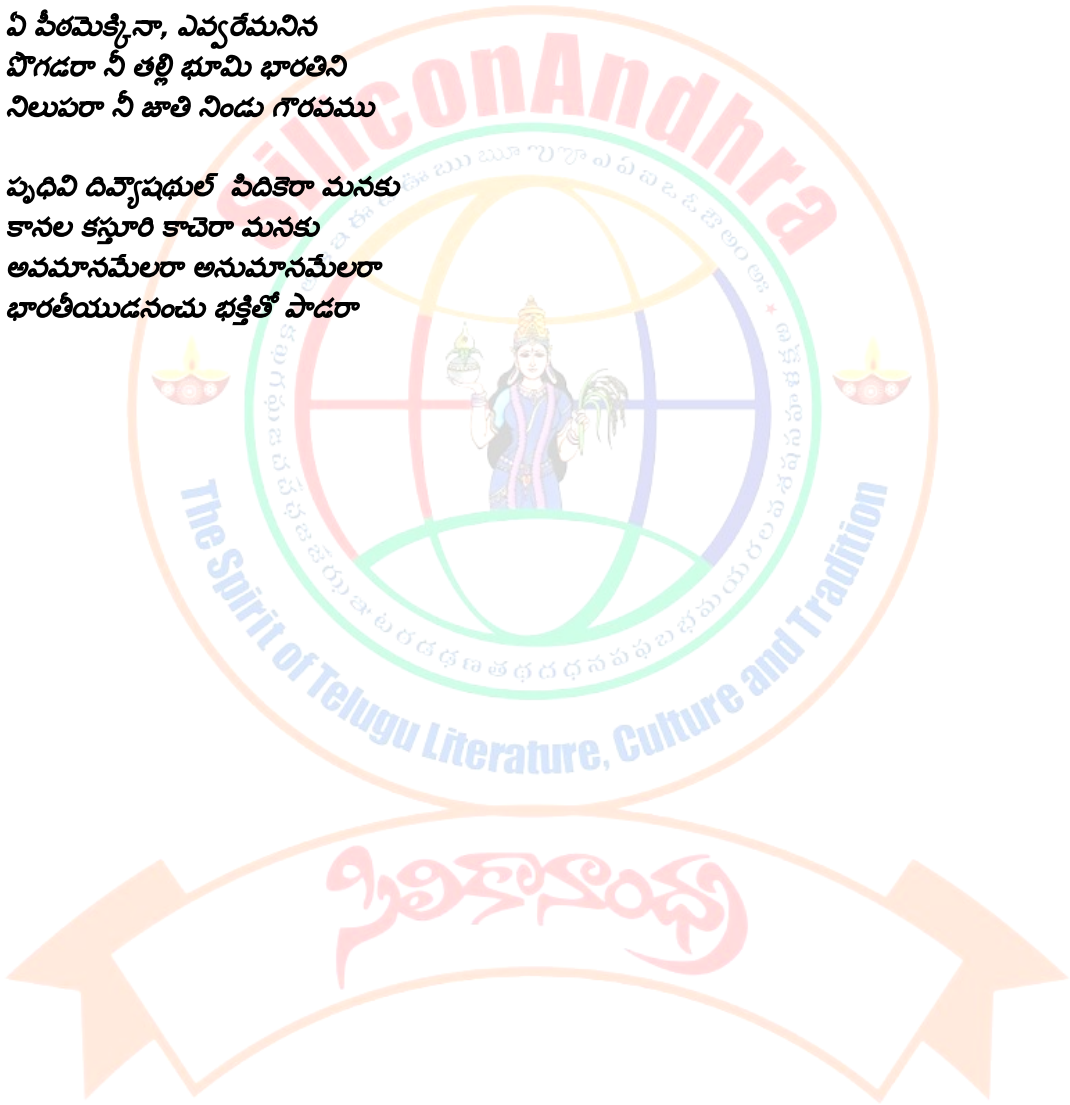 ఏ పీఠమెక్కినా, ఎవ్వరేమనిన
పొగడరా నీ తల్లి భూమి భారతిని
నిలుపరా నీ జాతి నిండు గౌరవము
పృధివి దివ్యౌషథుల్ పిదికెరా మనకు
కానల కస్తూరి కాచెరా మనకు
అవమానమేలరా అనుమానమేలరా
భారతీయుడనంచు భక్తితో పాడరా
SiliconAndhra
The Spirit of Telugu Literature, Culture and Tradition
సిలికానాంధ్ర